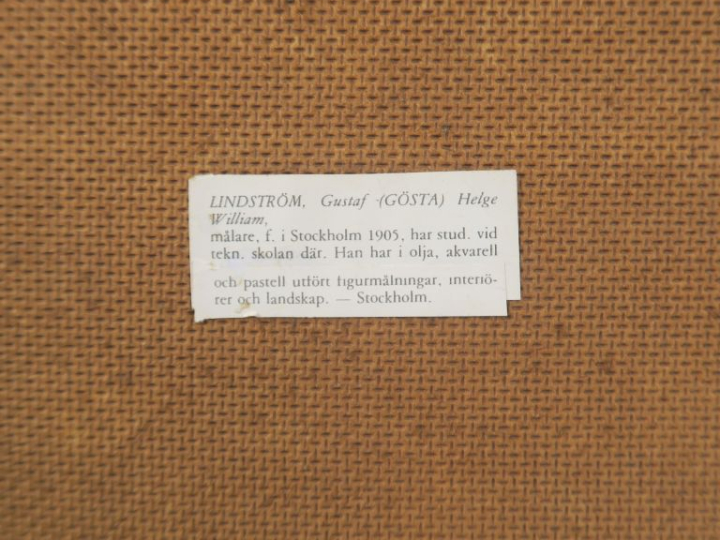 LINDSTRÖM, Gustaf (GÖSTA) Helge
William,
målare, f. i Stockholm 1905, har stud. vid
tekn. skolan där. Han har i olja, akvarell
och pastell utfört figurmålningar, interiö-
rer och landskap. — Stockholm.